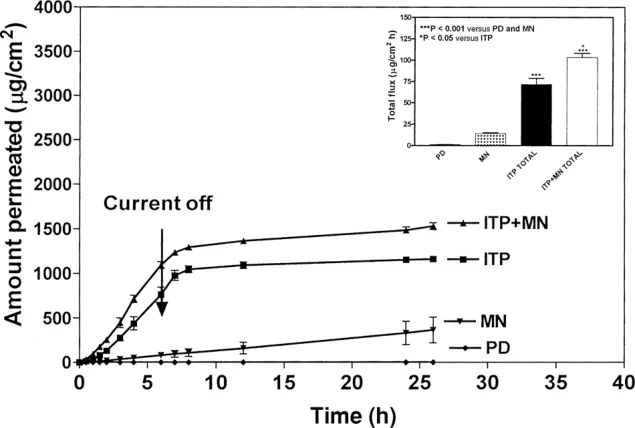 Amount permeated (μg/cm²)
4000
3500
3000
2500
2000
1500
1000
500
0
0
5
10
15
20
25
30
35
40
Time (h)
Current off
ITP+MN
ITP
MN
PD
Total flux (μg/cm² h)
150
125
100
75
50
25
0
***P < 0.001 versus PD and MN
*P < 0.05 versus ITP
***
*
***
PD
MN
ITP TOTAL
ITP+MN TOTAL